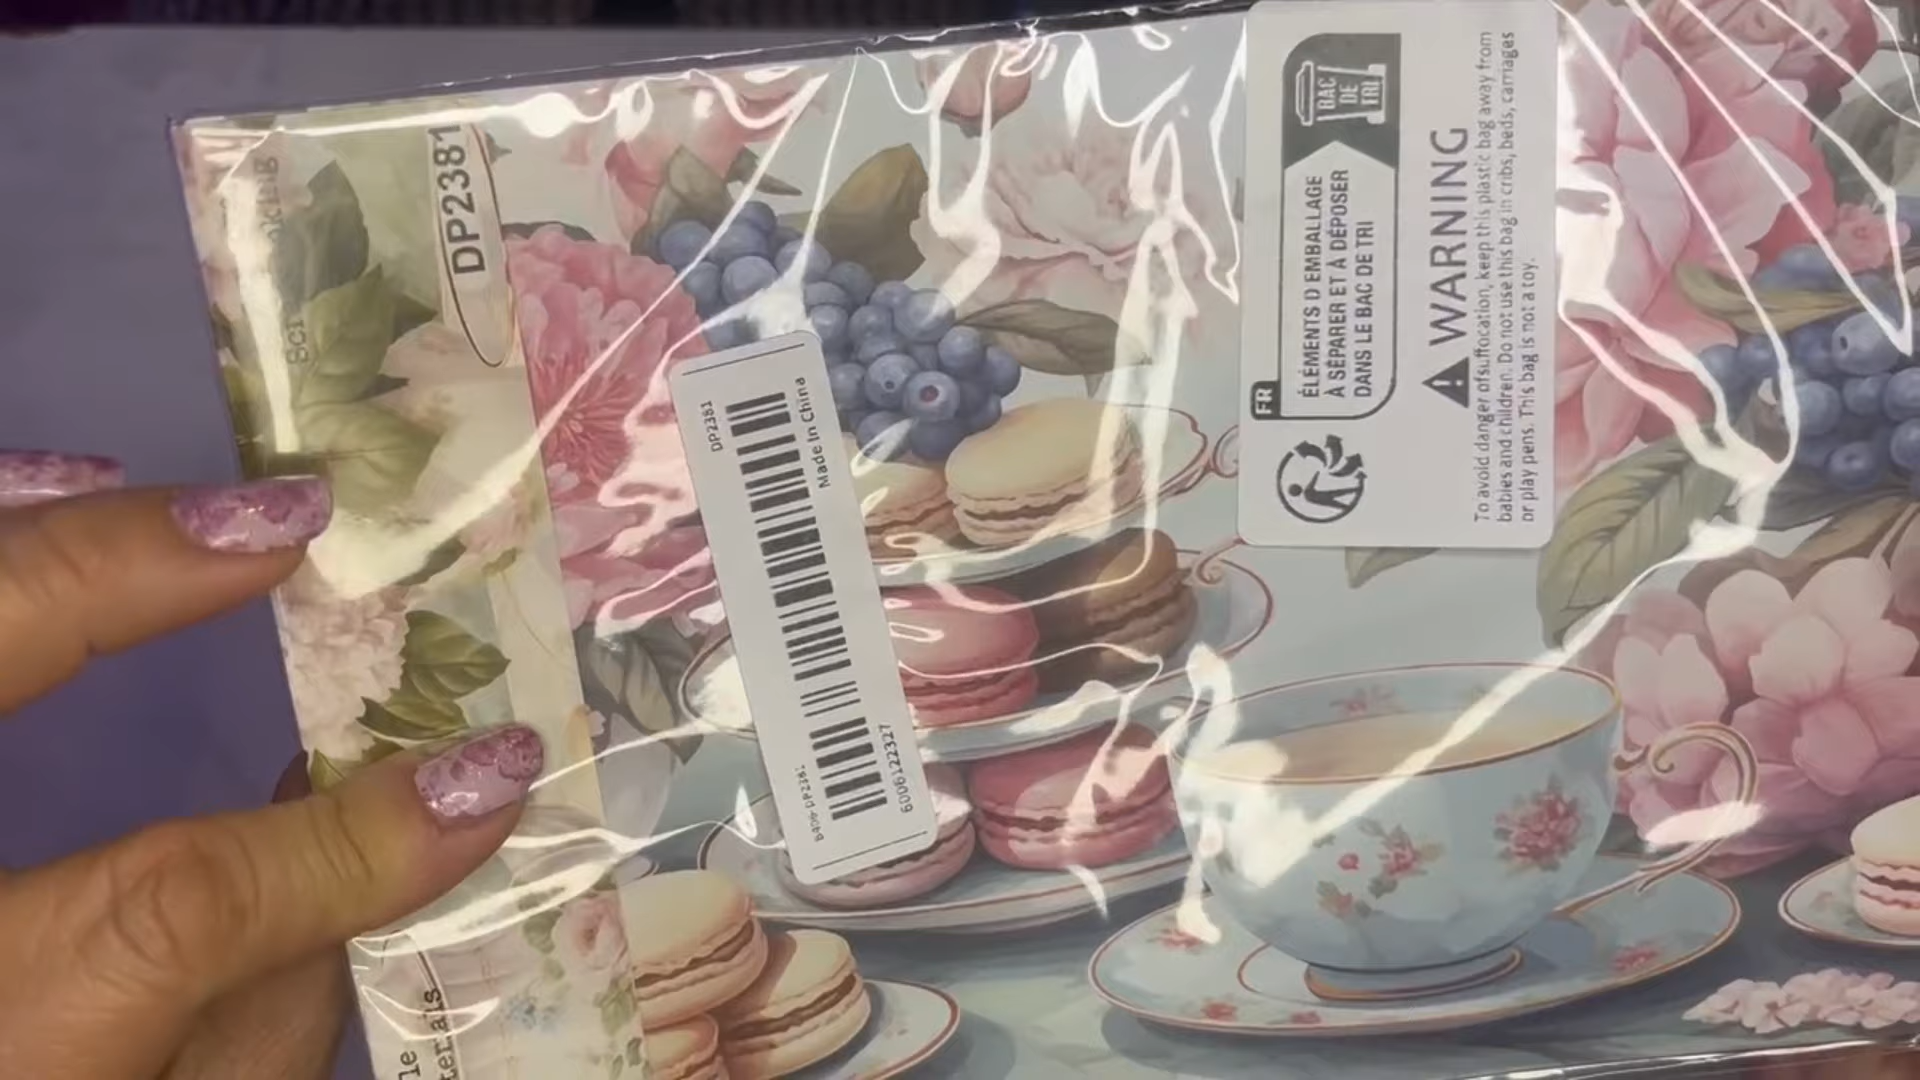 DP2381
DP2381
Made In China
6006122327
FR
ÉLÉMENTS D EMBALLAGE
À SÉPARER ET À DÉPOSER
DANS LE BAC DE TRI
BAC
DE
TRI
WARNING
To avoid danger ofsuffocation, keep this plastic bag away from
babies and children. Do not use this bag in cribs, beds, carriages
or play pens. This bag is not a toy.